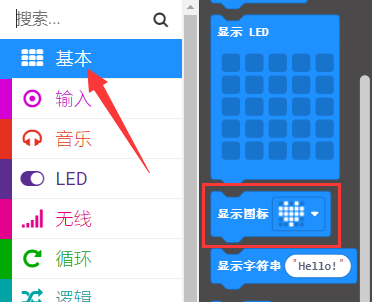 搜索...
基本
输入
音乐
LED
无线
循环
逻辑
显示 LED
显示图标
显示字符串 "Hello!"